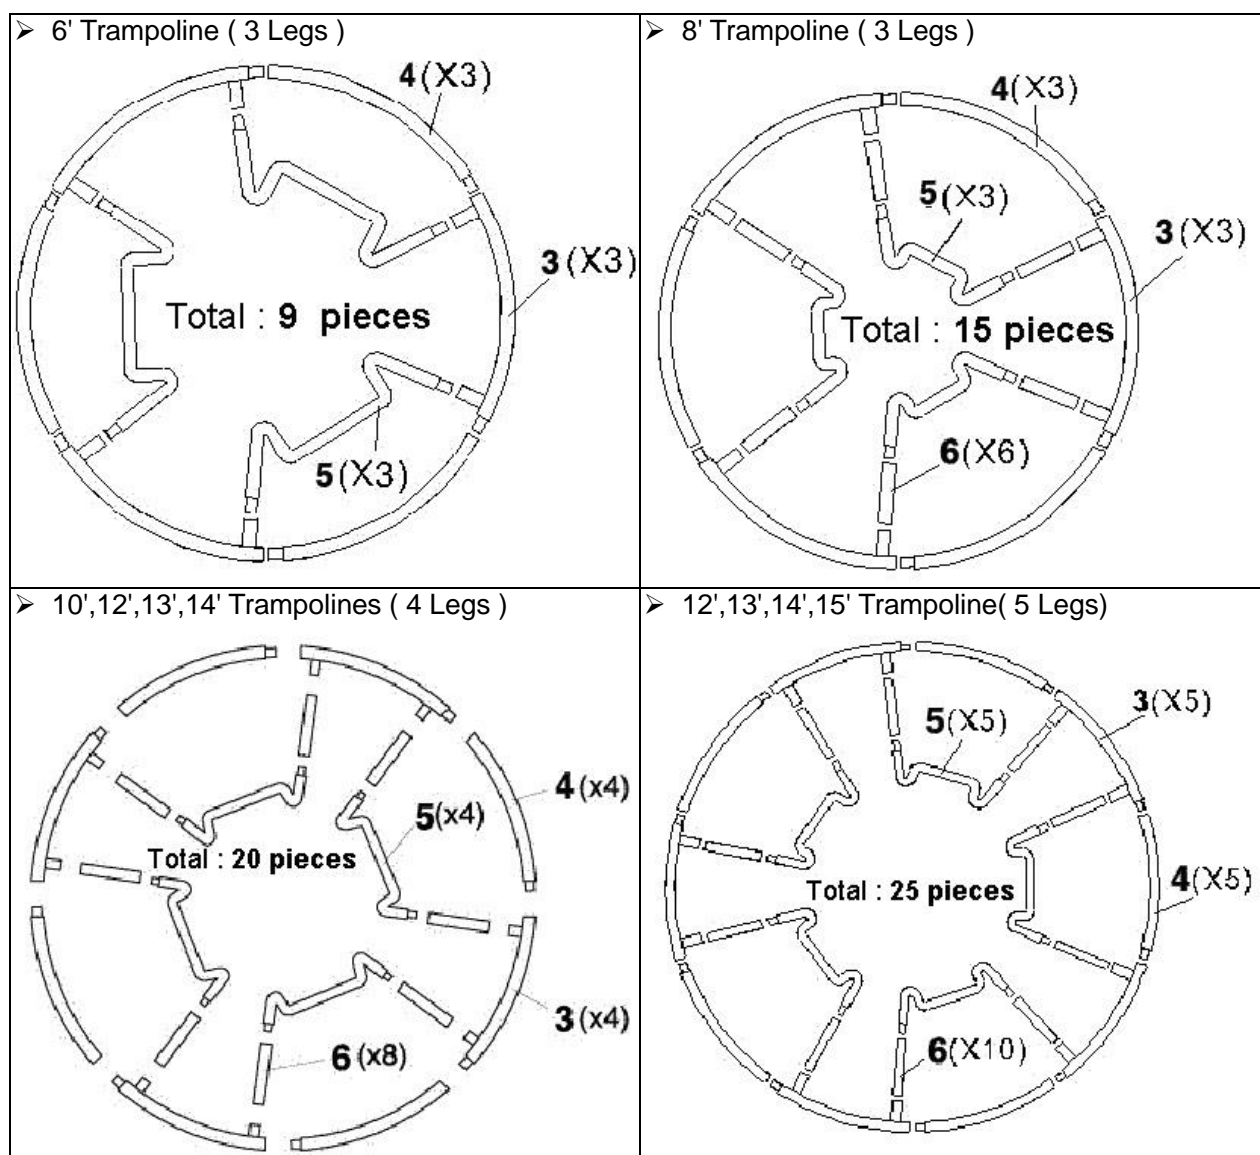 ➢ 6' Trampoline ( 3 Legs )
4(X3)
3(X3)
Total : 9 pieces
5(X3)
➢ 8' Trampoline ( 3 Legs )
4(X3)
5(X3)
3(X3)
Total : 15 pieces
6(X6)
➢ 10',12',13',14' Trampolines ( 4 Legs )
4(x4)
5(x4)
Total : 20 pieces
3(x4)
6(x8)
➢ 12',13',14',15' Trampoline( 5 Legs)
3(X5)
5(X5)
Total : 25 pieces
4(X5)
6(X10)